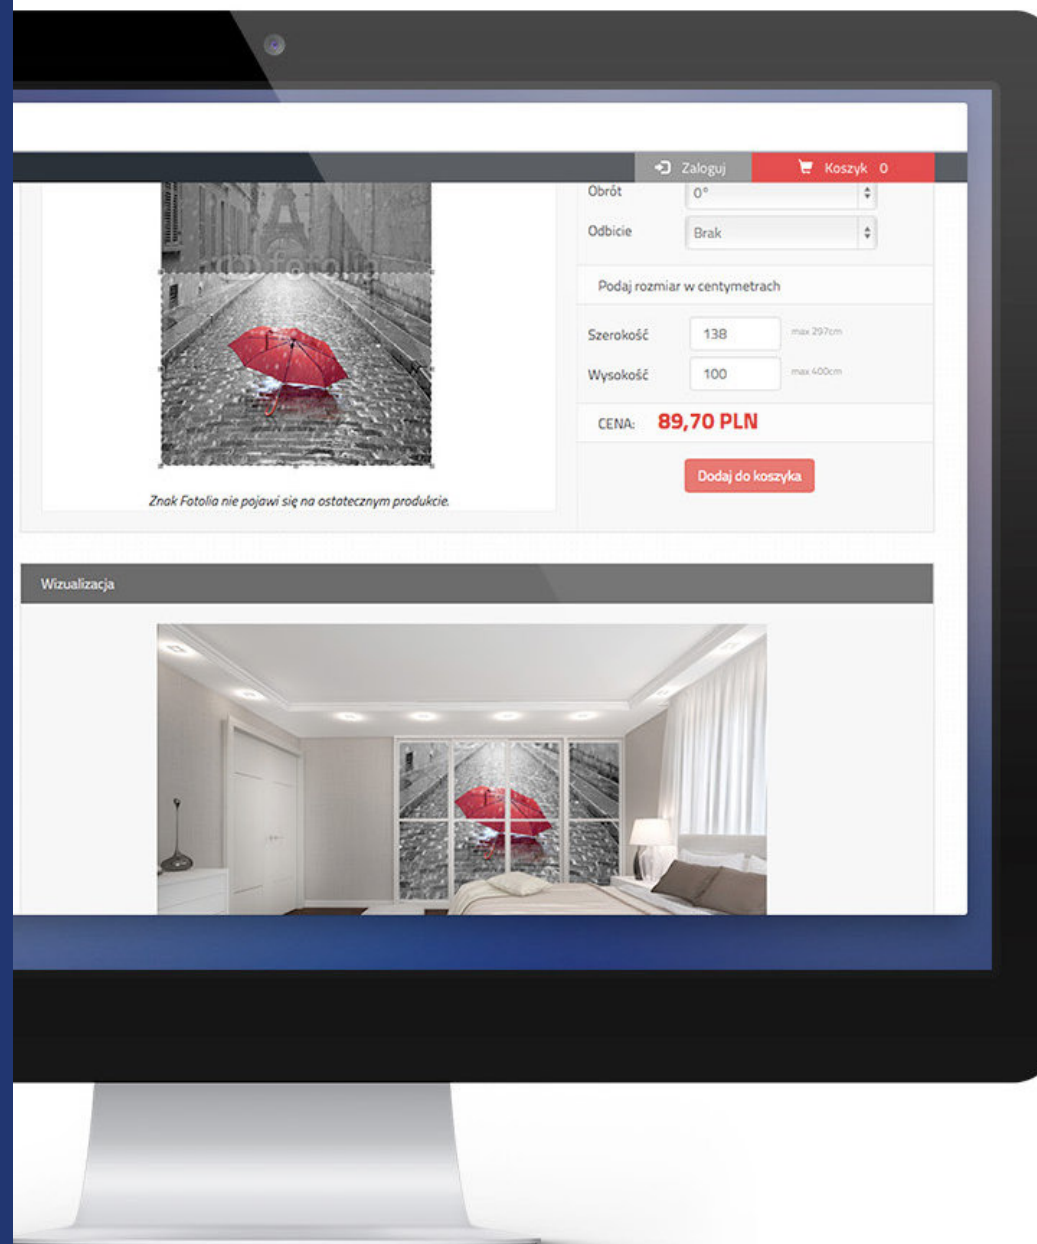 Zaloguj
Koszyk 0
Obrót
0°
Odbicie
Brak
fotolia
Podaj rozmiar w centymetrach
Szerokość
138
max 297cm
Wysokość
100
max 400cm
CENA: 89,70 PLN
Dodaj do koszyka
Znak Fotolia nie pojawi się na ostatecznym produkcie.
Wizualizacja